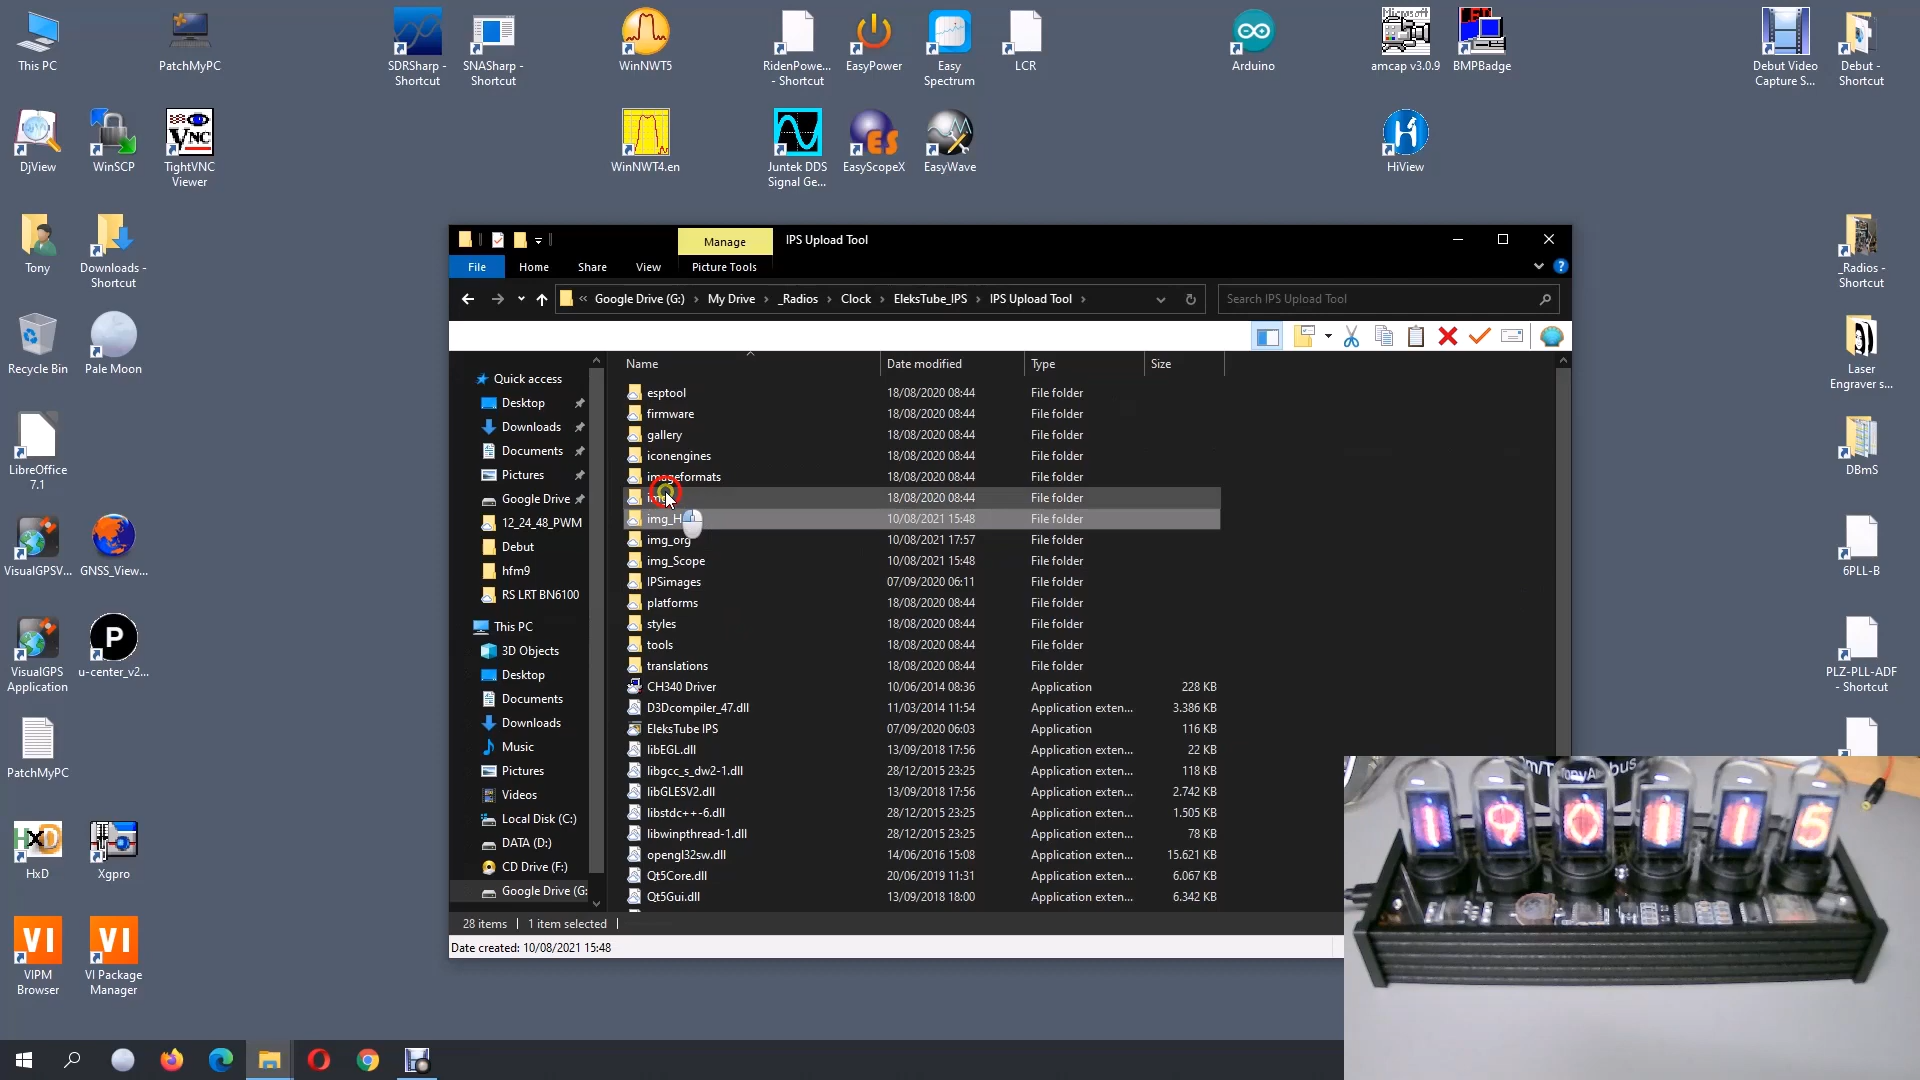 This PC
PatchMyPC
SDRSharp -
Shortcut
SNASharp -
Shortcut
WinNWT5
RidenPowe...
- Shortcut
EasyPower
Easy
Spectrum
LCR
Arduino
Microsoft
amcap v3.0.9
LED
BMPBadge
Debut Video
Capture S...
Debut -
Shortcut
DjView
WinSCP
VNC
TightVNC
Viewer
WinNWT4.en
Juntek DDS
Signal Ge...
ES
EasyScopeX
EasyWave
HiView
Tony
Downloads -
Shortcut
_Radios -
Shortcut
Recycle Bin
Pale Moon
Laser
Engraver s...
LibreOffice
7.1
DBmS
VisualGPSV...
GNSS_View...
6PLL-B
VisualGPS
Application
P
u-center_v2...
PLZ-PLL-ADF
- Shortcut
PatchMyPC
HxD
HxD
Xgpro
VI
VIPM
Browser
VI
VI Package
Manager
Manage
IPS Upload Tool
File
Home
Share
View
Picture Tools
« Google Drive (G:) › My Drive › _Radios › Clock › EleksTube_IPS › IPS Upload Tool ›
Search IPS Upload Tool
Quick access
Desktop
Downloads
Documents
Pictures
Google Drive
12_24_48_PWM
Debut
hfm9
RS LRT BN6100
This PC
3D Objects
Desktop
Documents
Downloads
Music
Pictures
Videos
Local Disk (C:)
DATA (D:)
CD Drive (F:)
Google Drive (G:
Name Date modified Type Size
esptool 18/08/2020 08:44 File folder
firmware 18/08/2020 08:44 File folder
gallery 18/08/2020 08:44 File folder
iconengines 18/08/2020 08:44 File folder
imageformats 18/08/2020 08:44 File folder
18/08/2020 08:44 File folder
10/08/2021 15:48 File folder
img_org 10/08/2021 17:57 File folder
img_Scope 10/08/2021 15:48 File folder
IPSimages 07/09/2020 06:11 File folder
platforms 18/08/2020 08:44 File folder
styles 18/08/2020 08:44 File folder
tools 18/08/2020 08:44 File folder
translations 18/08/2020 08:44 File folder
CH340 Driver 10/06/2014 08:36 Application 228 KB
D3Dcompiler_47.dll 11/03/2014 11:54 Application exten... 3.386 KB
EleksTube IPS 07/09/2020 06:03 Application 116 KB
libEGL.dll 13/09/2018 17:56 Application exten... 22 KB
libgcc_s_dw2-1.dll 28/12/2015 23:25 Application exten... 118 KB
libGLESV2.dll 13/09/2018 17:56 Application exten... 2.742 KB
libstdc++-6.dll 28/12/2015 23:25 Application exten... 1.505 KB
libwinpthread-1.dll 28/12/2015 23:25 Application exten... 78 KB
opengl32sw.dll 14/06/2016 15:08 Application exten... 15.621 KB
Qt5Core.dll 20/06/2019 11:31 Application exten... 6.067 KB
Qt5Gui.dll 13/09/2018 18:00 Application exten... 6.342 KB
28 items
1 item selected
Date created: 10/08/2021 15:48
1 9 0 1 1 5